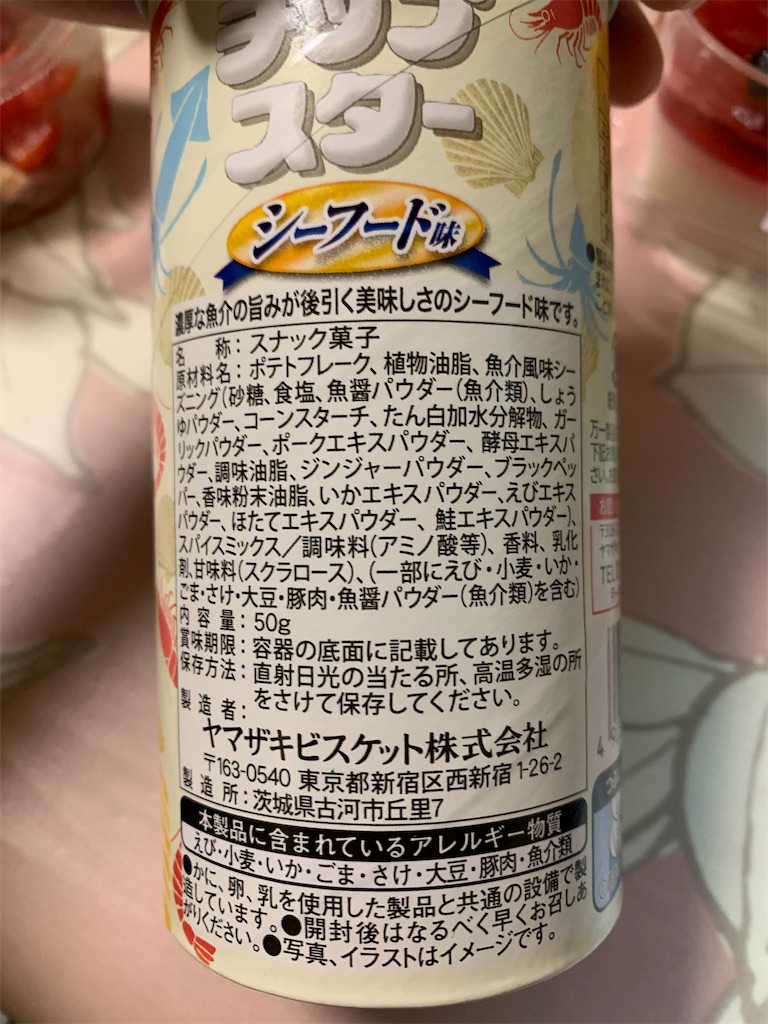 チップ
スター
シーフード味
濃厚な魚介の旨みが後引く美味しさのシーフード味です。
名称：スナック菓子
原材料名：ポテトフレーク、植物油脂、魚介風味シー
ズニング（砂糖、食塩、魚醤パウダー（魚介類）、しょう
ゆパウダー、コーンスターチ、たん白加水分解物、ガー
リックパウダー、ポークエキスパウダー、酵母エキスパ
ウダー、調味油脂、ジンジャーパウダー、ブラックペッ
パー、香味粉末油脂、いかエキスパウダー、えびエキス
パウダー、ほたてエキスパウダー、鮭エキスパウダー）、
スパイスミックス／調味料（アミノ酸等）、香料、乳化
剤、甘味料（スクラロース）、（一部にえび・小麦・いか・
ごま・さけ・大豆・豚肉・魚醤パウダー（魚介類）を含む）
内容量：50g
賞味期限：容器の底面に記載してあります。
保存方法：直射日光の当たる所、高温多湿の所
をさけて保存してください。
製造者：
ヤマザキビスケット株式会社
〒163-0540 東京都新宿区西新宿1-26-2
製造所：茨城県古河市丘里7
本製品に含まれているアレルギー物質
えび・小麦・いか・ごま・さけ・大豆・豚肉・魚介類
●かに、卵、乳を使用した製品と共通の設備で製
造しています。●開封後はなるべく早くお召しあ
がりください。●写真、イラストはイメージです。
万一
下記
さい。
ヤマザ
TEL
4